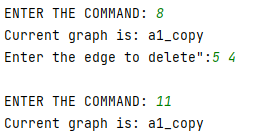 ENTER THE COMMAND: 8
Current graph is: a1_copy
Enter the edge to delete":5 4
ENTER THE COMMAND: 11
Current graph is: a1_copy